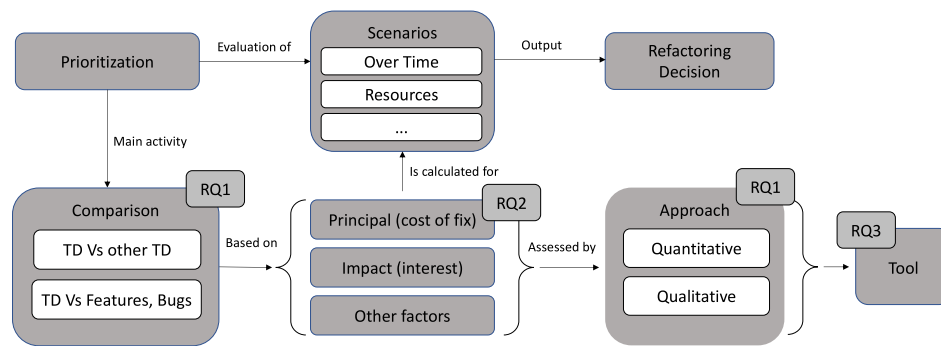 Prioritization
Evaluation of
Scenarios
Over Time
Resources
...
Output
Refactoring
Decision
Main activity
Is calculated for
RQ1
Comparison
TD Vs other TD
TD Vs Features, Bugs
Based on
RQ2
Principal (cost of fix)
Impact (interest)
Other factors
Assessed by
RQ1
Approach
Quantitative
Qualitative
RQ3
Tool